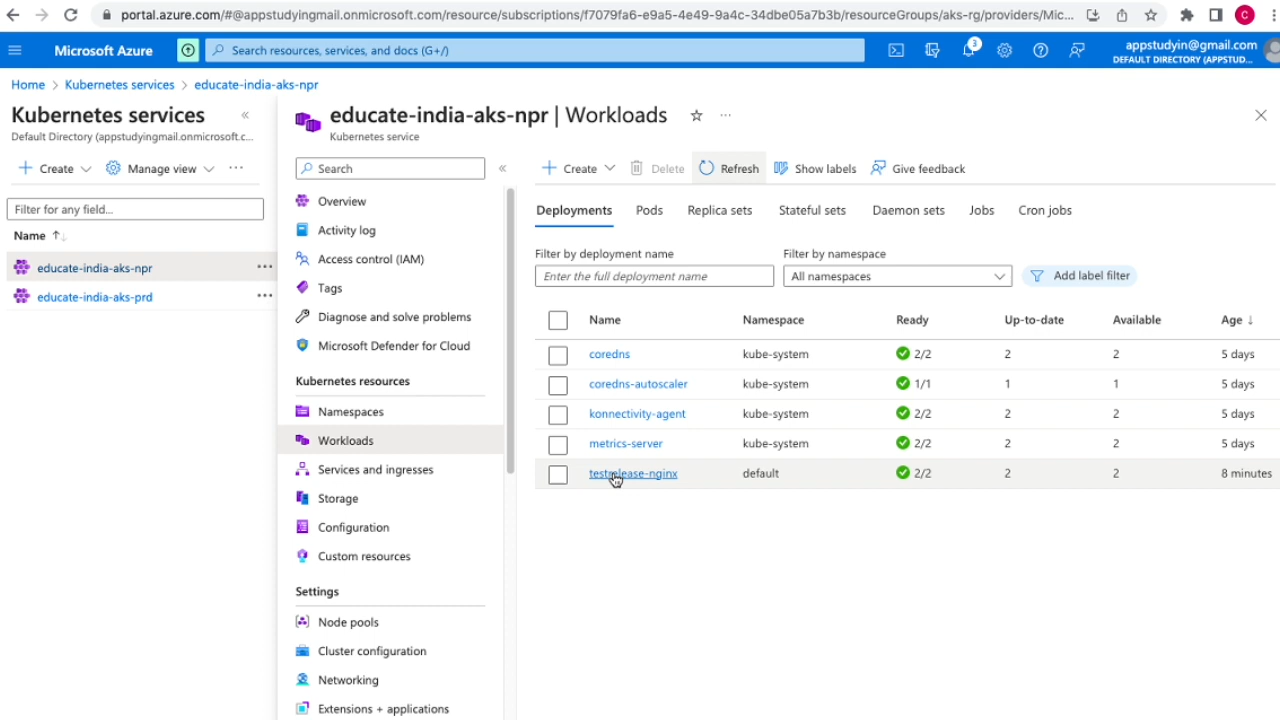 portal.azure.com/#@appstudyingmail.onmicrosoft.com/resource/subscriptions/f7079fa6-e9a5-4e49-9a4c-34dbe05a7b3b/resourceGroups/aks-rg/providers/Mic...
C
Microsoft Azure
Search resources, services, and docs (G+/)
3
appstudyin@gmail.com
DEFAULT DIRECTORY (APPSTUD...
Home > Kubernetes services > educate-india-aks-npr
Kubernetes services
Default Directory (appstudyingmail.onmicrosoft.c...
Create
Manage view
Filter for any field...
Name
educate-india-aks-npr
educate-india-aks-prd
educate-india-aks-npr | Workloads
Kubernetes service
Search
Overview
Activity log
Access control (IAM)
Tags
Diagnose and solve problems
Microsoft Defender for Cloud
Kubernetes resources
Namespaces
Workloads
Services and ingresses
Storage
Configuration
Custom resources
Settings
Node pools
Cluster configuration
Networking
Extensions + applications
Create
Delete
Refresh
Show labels
Give feedback
Deployments Pods Replica sets Stateful sets Daemon sets Jobs Cron jobs
Filter by deployment name
Enter the full deployment name
Filter by namespace
All namespaces
Add label filter
Name Namespace Ready Up-to-date Available Age ↓
coredns kube-system 2/2 2 2 5 days
coredns-autoscaler kube-system 1/1 1 1 5 days
konnectivity-agent kube-system 2/2 2 2 5 days
metrics-server kube-system 2/2 2 2 5 days
testrelease-nginx default 2/2 2 2 8 minutes